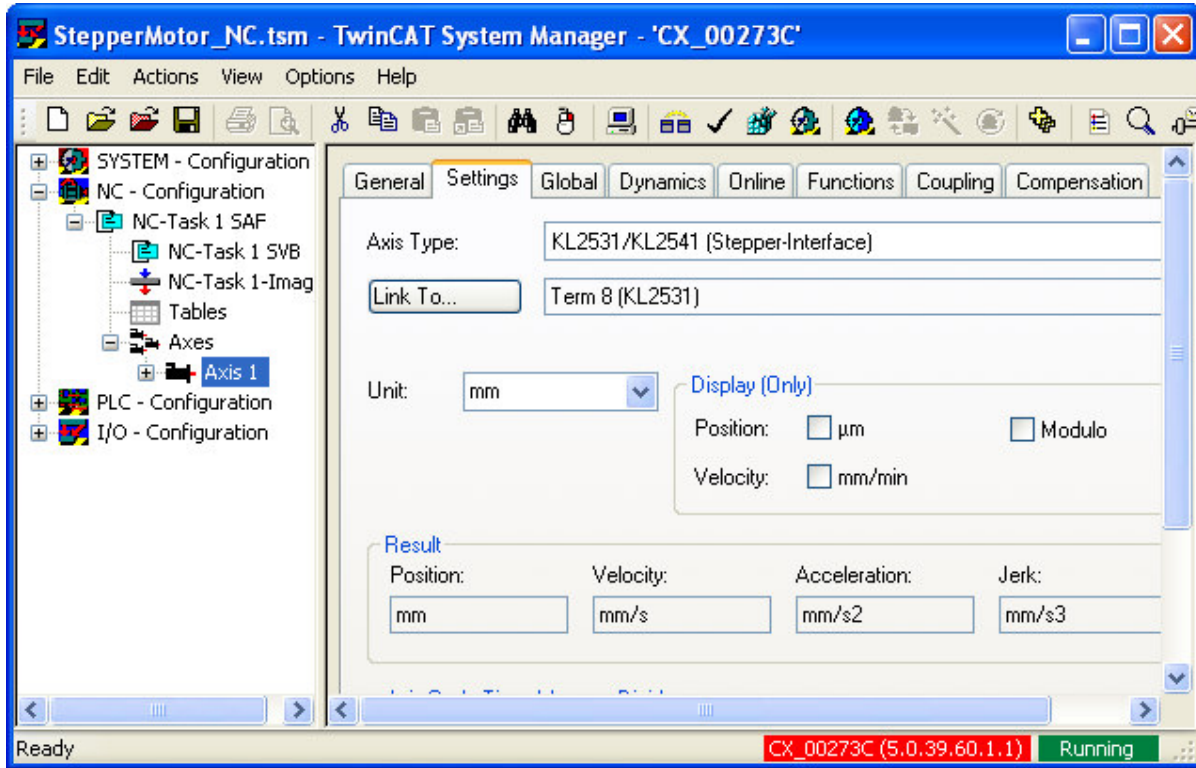 StepperMotor_NC.tsm - TwinCAT System Manager - 'CX_00273C'
File Edit Actions View Options Help
SYSTEM - Configuration
NC - Configuration
NC-Task 1 SAF
NC-Task 1 SVB
NC-Task 1-Imag
Tables
Axes
Axis 1
PLC - Configuration
I/O - Configuration
General Settings Global Dynamics Online Functions Coupling Compensation
Axis Type: KL2531/KL2541 (Stepper-Interface)
Link To... Term 8 (KL2531)
Unit: mm
Display (Only)
Position: µm Modulo
Velocity: mm/min
Result
Position: Velocity: Acceleration: Jerk:
mm mm/s mm/s2 mm/s3
Ready CX_00273C (5.0.39.60.1.1) Running